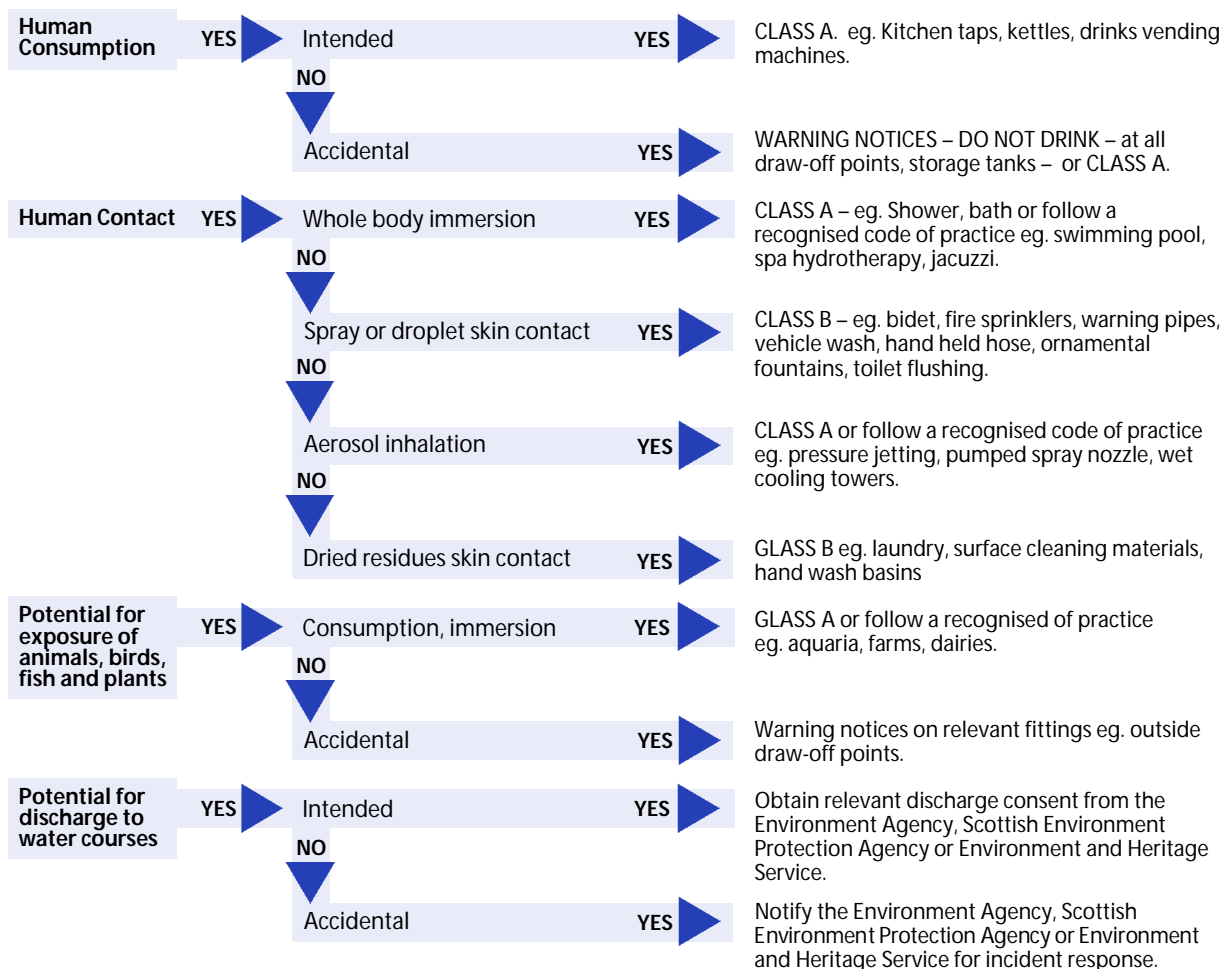 Human
Consumption
YES
Intended
YES
CLASS A. eg. Kitchen taps, kettles, drinks vending
machines.
NO
Accidental
YES
WARNING NOTICES – DO NOT DRINK – at all
draw-off points, storage tanks – or CLASS A.
Human Contact
YES
Whole body immersion
YES
CLASS A – eg. Shower, bath or follow a
recognised code of practice eg. swimming pool,
spa hydrotherapy, jacuzzi.
NO
Spray or droplet skin contact
YES
CLASS B – eg. bidet, fire sprinklers, warning pipes,
vehicle wash, hand held hose, ornamental
fountains, toilet flushing.
NO
Aerosol inhalation
YES
CLASS A or follow a recognised code of practice
eg. pressure jetting, pumped spray nozzle, wet
cooling towers.
NO
Dried residues skin contact
YES
GLASS B eg. laundry, surface cleaning materials,
hand wash basins
Potential for
exposure of
animals, birds,
fish and plants
YES
Consumption, immersion
YES
GLASS A or follow a recognised of practice
eg. aquaria, farms, dairies.
NO
Accidental
YES
Warning notices on relevant fittings eg. outside
draw-off points.
Potential for
discharge to
water courses
YES
Intended
YES
Obtain relevant discharge consent from the
Environment Agency, Scottish Environment
Protection Agency or Environment and Heritage
Service.
NO
Accidental
YES
Notify the Environment Agency, Scottish
Environment Protection Agency or Environment
and Heritage Service for incident response.